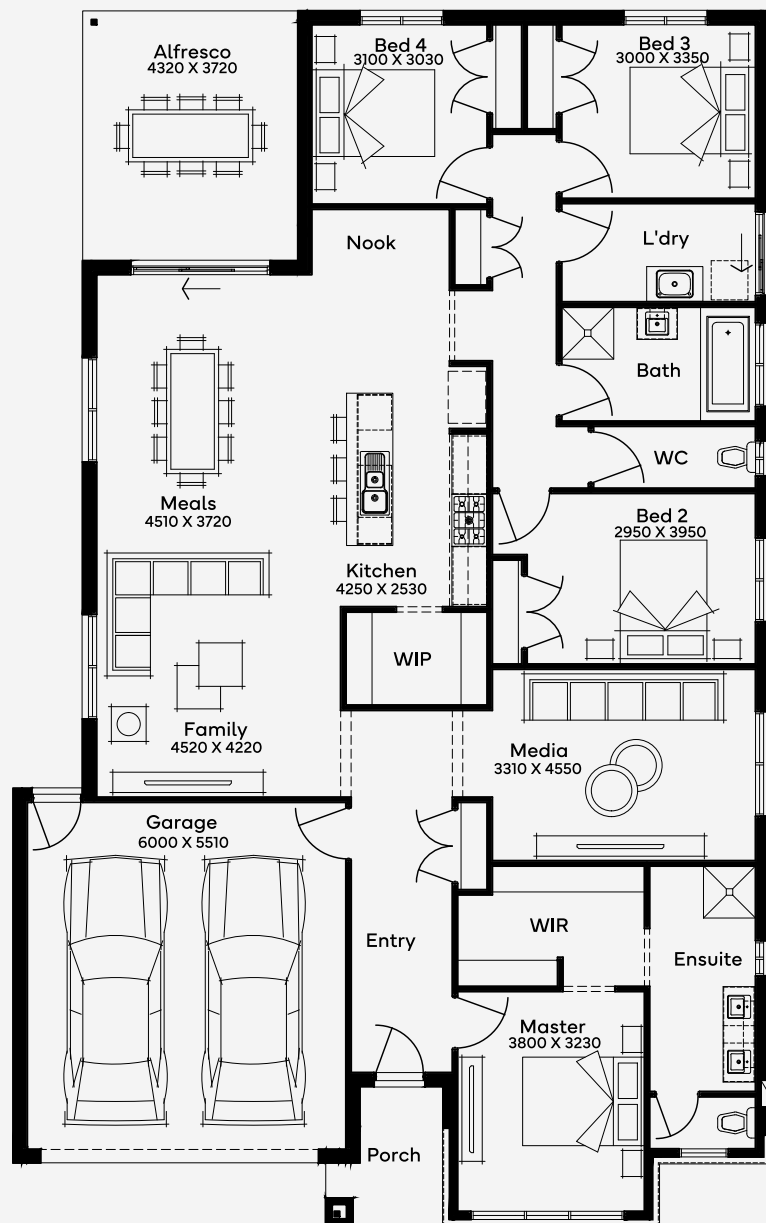 Alfresco
4320 X 3720
Bed 4
3100 X 3030
Bed 3
3000 X 3350
Nook
L'dry
Bath
WC
Meals
4510 X 3720
Bed 2
2950 X 3950
Kitchen
4250 X 2530
WIP
Family
4520 X 4220
Media
3310 X 4550
Garage
6000 X 5510
Entry
WIR
Ensuite
Master
3800 X 3230
Porch